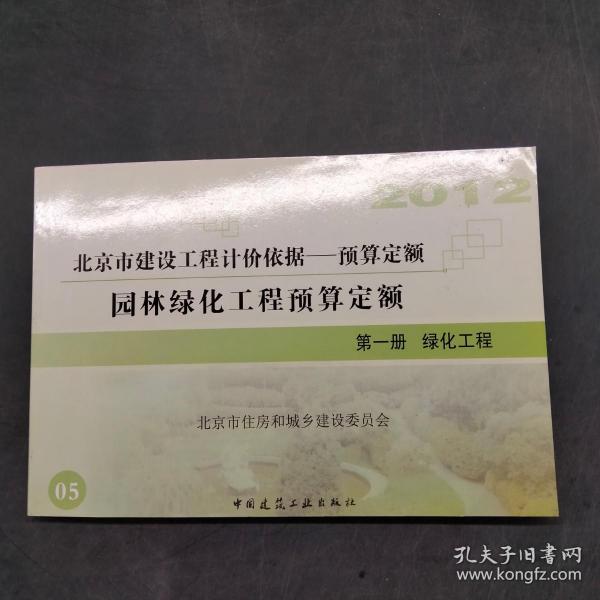 2012
北京市建设工程计价依据——预算定额
园林绿化工程预算定额
第一册 绿化工程
北京市住房和城乡建设委员会
05
中国建筑工业出版社
孔夫子旧书网
www.kongfz.com